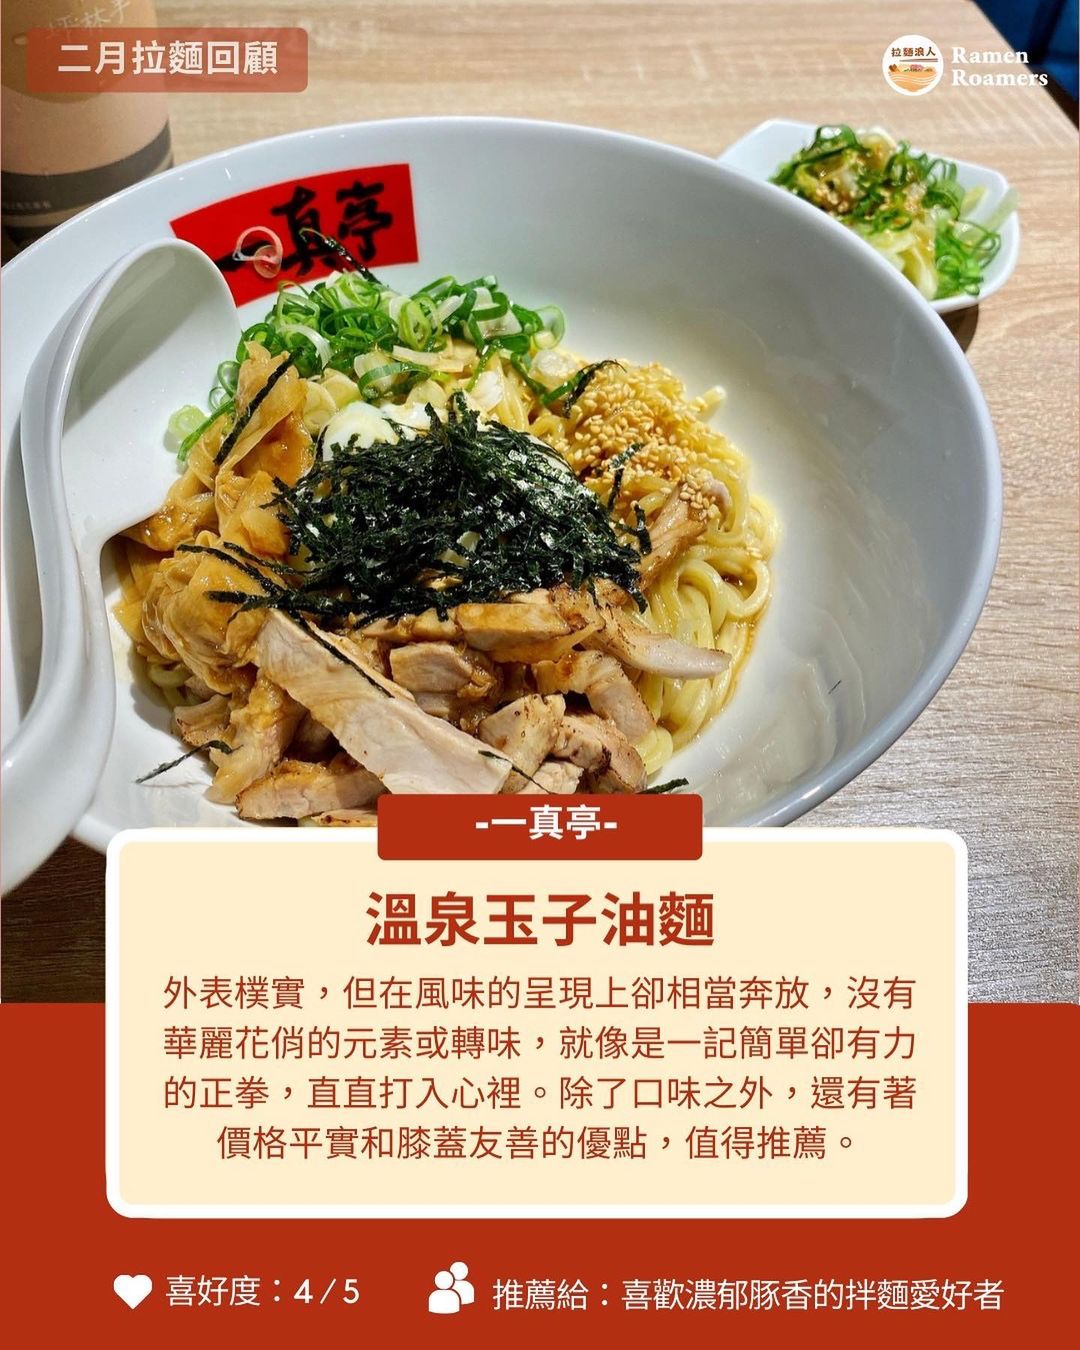 二月拉麵回顧
拉麵浪人
Ramen
Roamers
一真亭
-一真亭-
溫泉玉子油麵
外表樸實，但在風味的呈現上卻相當奔放，沒有
華麗花俏的元素或轉味，就像是一記簡單卻有力
的正拳，直直打入心裡。除了口味之外，還有著
價格平實和膝蓋友善的優點，值得推薦。
喜好度：4 / 5
推薦給：喜歡濃郁豚香的拌麵愛好者